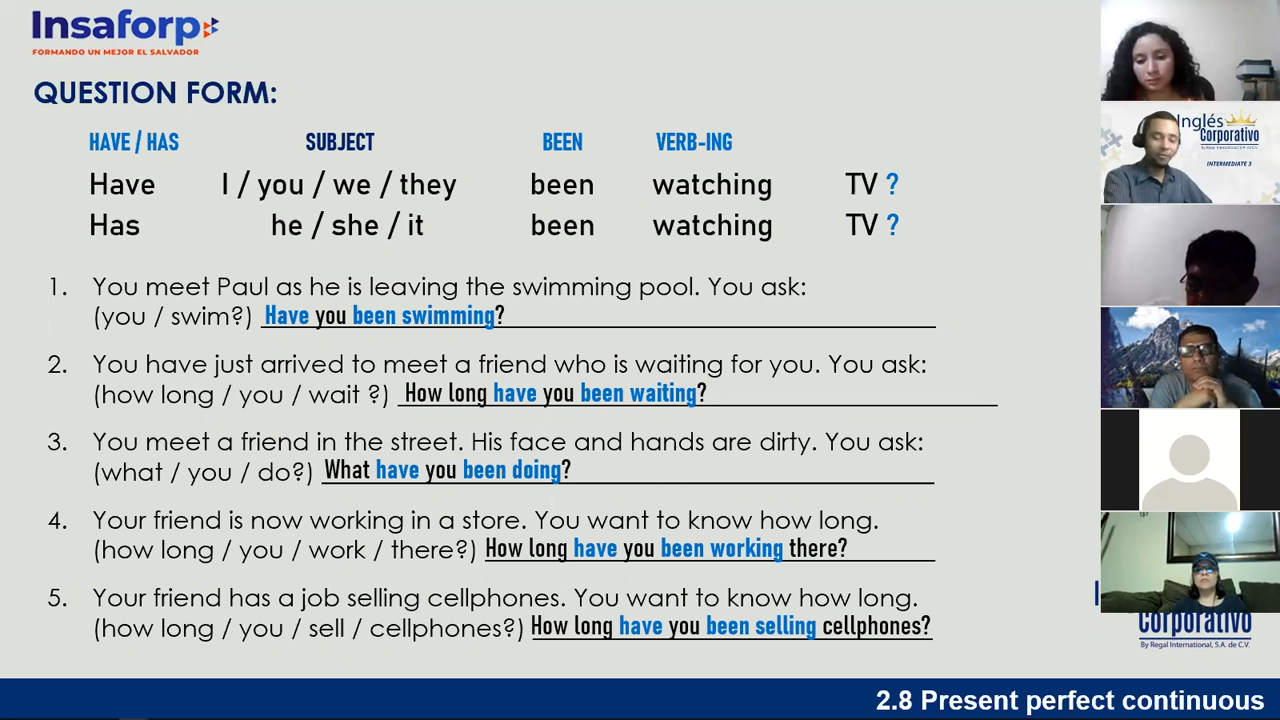 Insaforp
FORMANDO UN MEJOR EL SALVADOR
QUESTION FORM:
HAVE / HAS SUBJECT BEEN VERB-ING
Have I / you / we / they been watching TV ?
Has he / she / it been watching TV ?
1. You meet Paul as he is leaving the swimming pool. You ask:
(you / swim?) Have you been swimming?
2. You have just arrived to meet a friend who is waiting for you. You ask:
(how long / you / wait ?) How long have you been waiting?
3. You meet a friend in the street. His face and hands are dirty. You ask:
(what / you / do?) What have you been doing?
4. Your friend is now working in a store. You want to know how long.
(how long / you / work / there?) How long have you been working there?
5. Your friend has a job selling cellphones. You want to know how long.
(how long / you / sell / cellphones?) How long have you been selling cellphones?
Inglés
Corporativo
By Regal International, S.A. de C.V.
INTERMEDIATE 3
Corporativo
By Regal International, S.A. de C.V.
2.8 Present perfect continuous